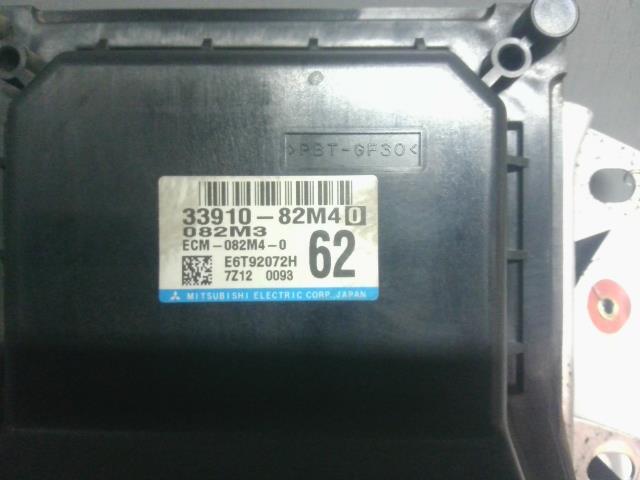 >PBT-GF30<
33910-82M40
082M3
ECM-082M4-0
62
E6T92072H
7Z12 0093
MITSUBISHI ELECTRIC CORP. JAPAN